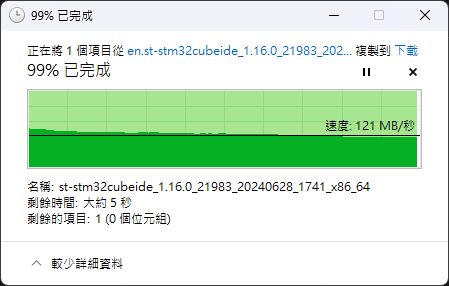 99% 已完成
正在將 1 個項目從 en.st-stm32cubeide_1.16.0_21983_202... 複製到 下載
99% 已完成
速度: 121 MB/秒
名稱: st-stm32cubeide_1.16.0_21983_20240628_1741_x86_64
剩餘時間: 大約 5 秒
剩餘的項目: 1 (0 個位元組)
較少詳細資料